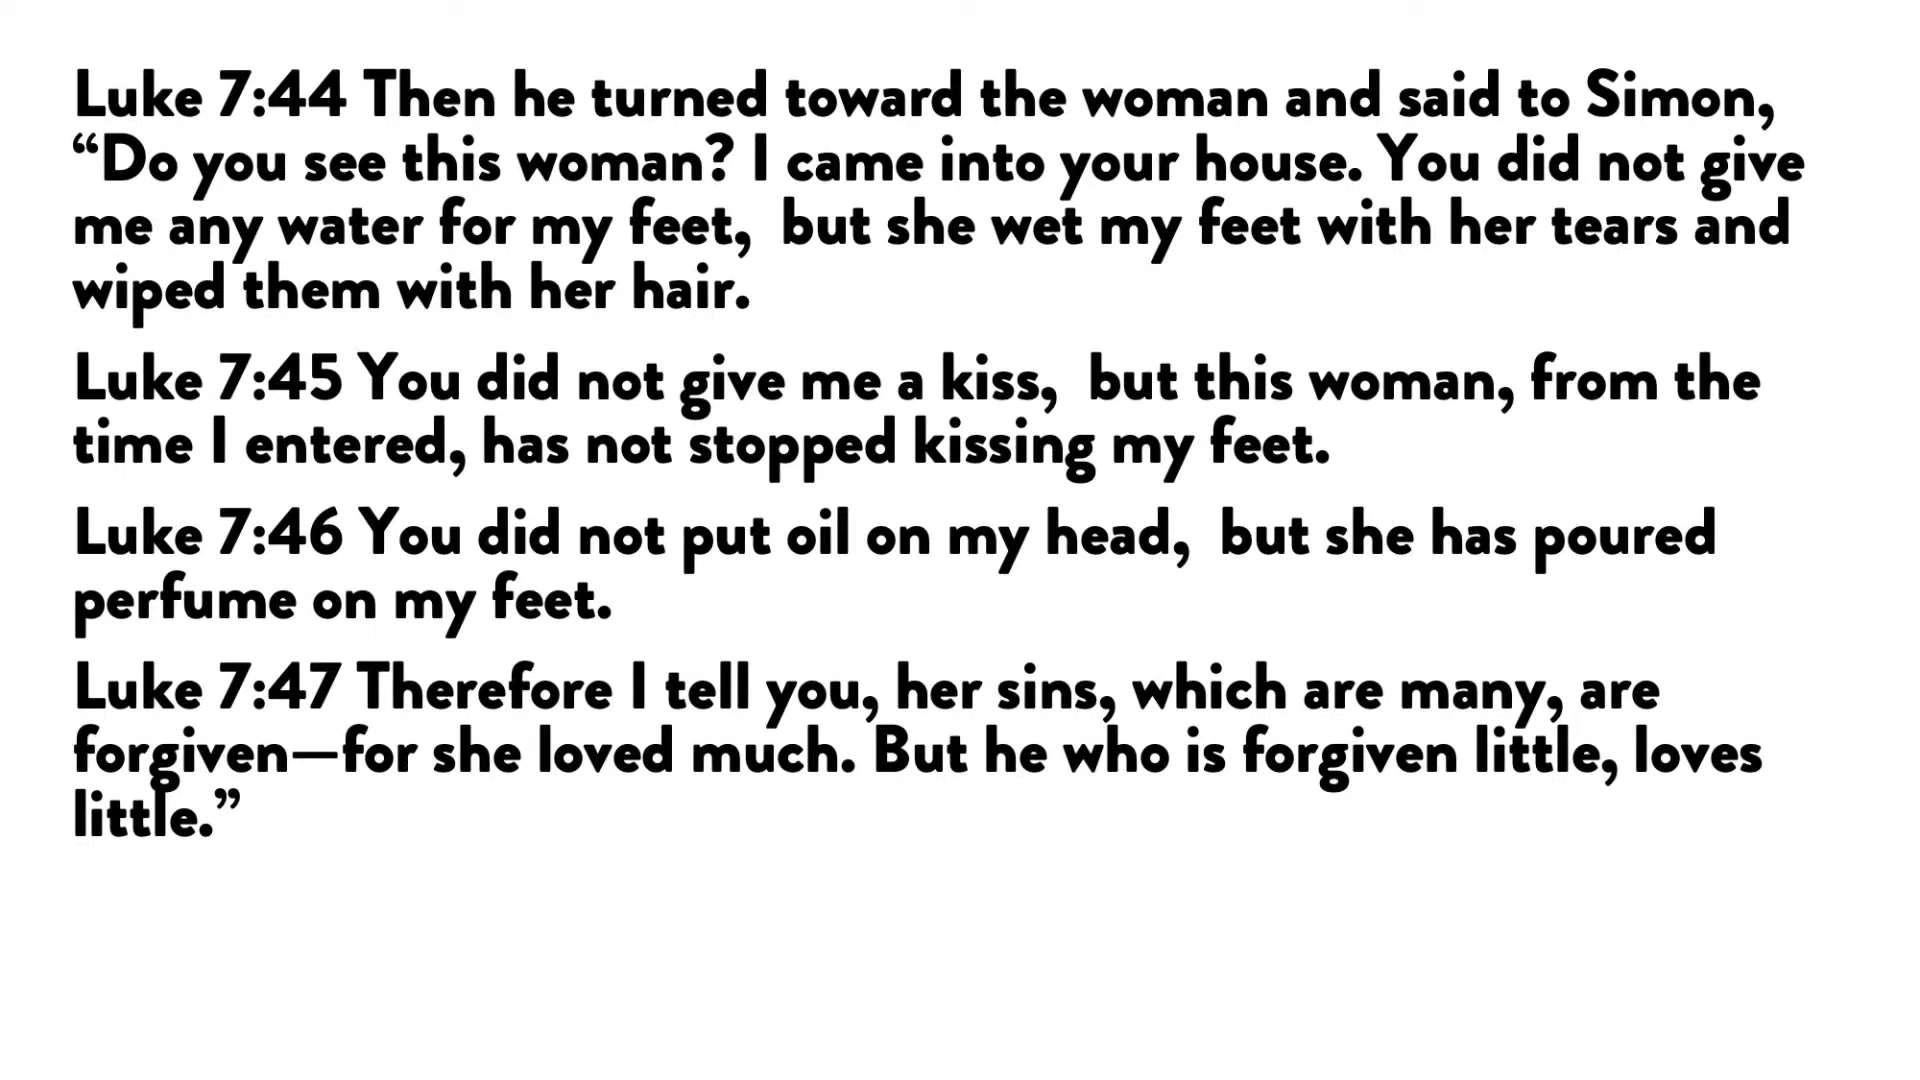 Luke 7:44 Then he turned toward the woman and said to Simon,
“Do you see this woman? I came into your house. You did not give
me any water for my feet,  but she wet my feet with her tears and
wiped them with her hair.
Luke 7:45 You did not give me a kiss,  but this woman, from the
time I entered, has not stopped kissing my feet.
Luke 7:46 You did not put oil on my head,  but she has poured
perfume on my feet.
Luke 7:47 Therefore I tell you, her sins, which are many, are
forgiven—for she loved much. But he who is forgiven little, loves
little.”